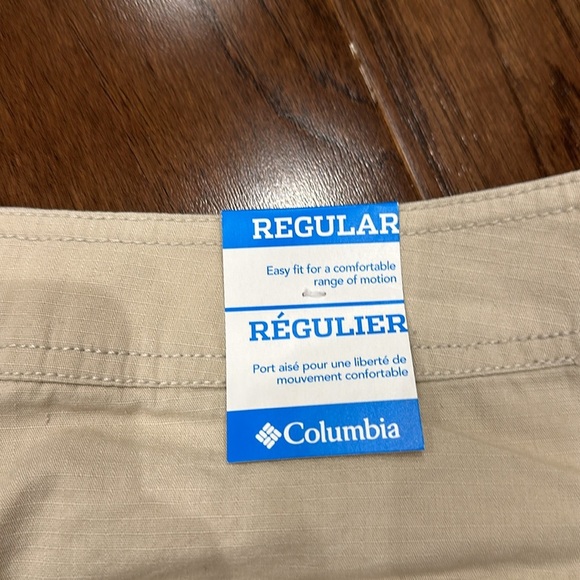 REGULAR
Easy fit for a comfortable
range of motion
RÉGULIER
Port aisé pour une liberté de
mouvement confortable
Columbia